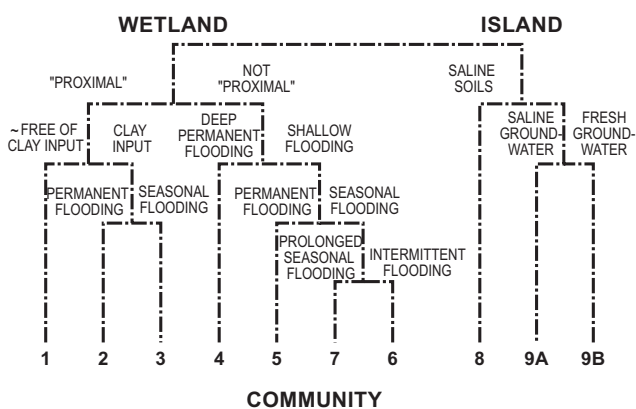 WETLAND
ISLAND
"PROXIMAL"
NOT
"PROXIMAL"
SALINE
SOILS
~FREE OF
CLAY INPUT
CLAY
INPUT
DEEP
PERMANENT
FLOODING
SHALLOW
FLOODING
SALINE
GROUND-
WATER
FRESH
GROUND-
WATER
PERMANENT
FLOODING
SEASONAL
FLOODING
PERMANENT
FLOODING
SEASONAL
FLOODING
PROLONGED
SEASONAL
FLOODING
INTERMITTENT
FLOODING
1 2 3 4 5 7 6 8 9A 9B
COMMUNITY